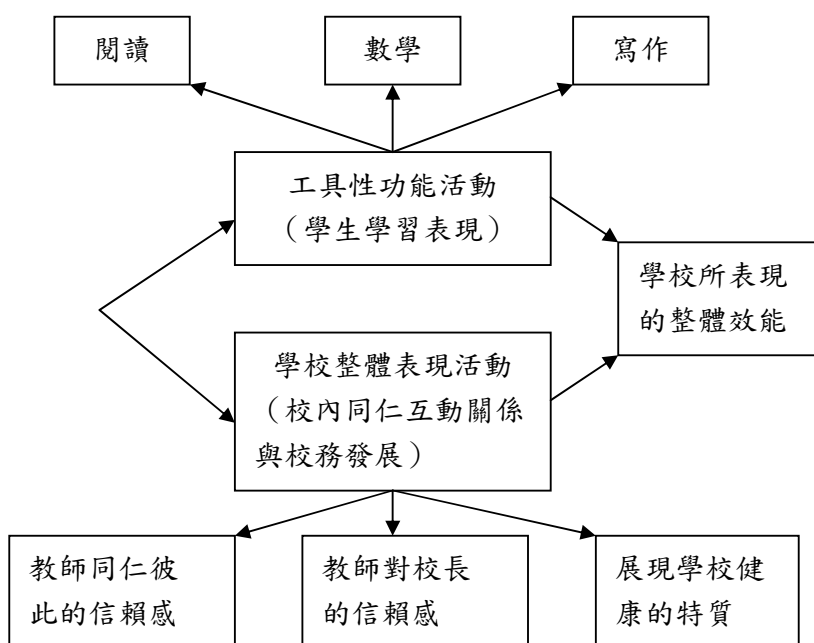 閱讀
數學
寫作
工具性功能活動
（學生學習表現）
學校所表現
的整體效能
學校整體表現活動
（校內同仁互動關係
與校務發展）
教師同仁彼
此的信賴感
教師對校長
的信賴感
展現學校健
康的特質